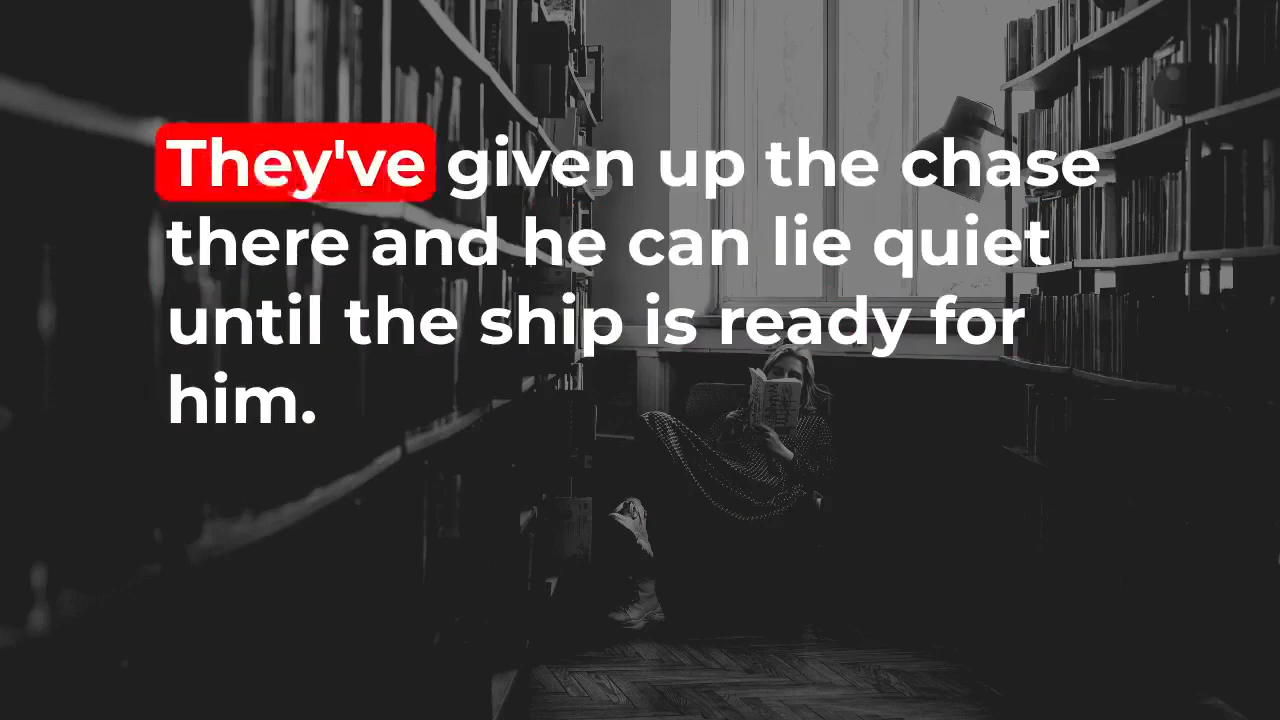 They've given up the chase
there and he can lie quiet
until the ship is ready for
him.